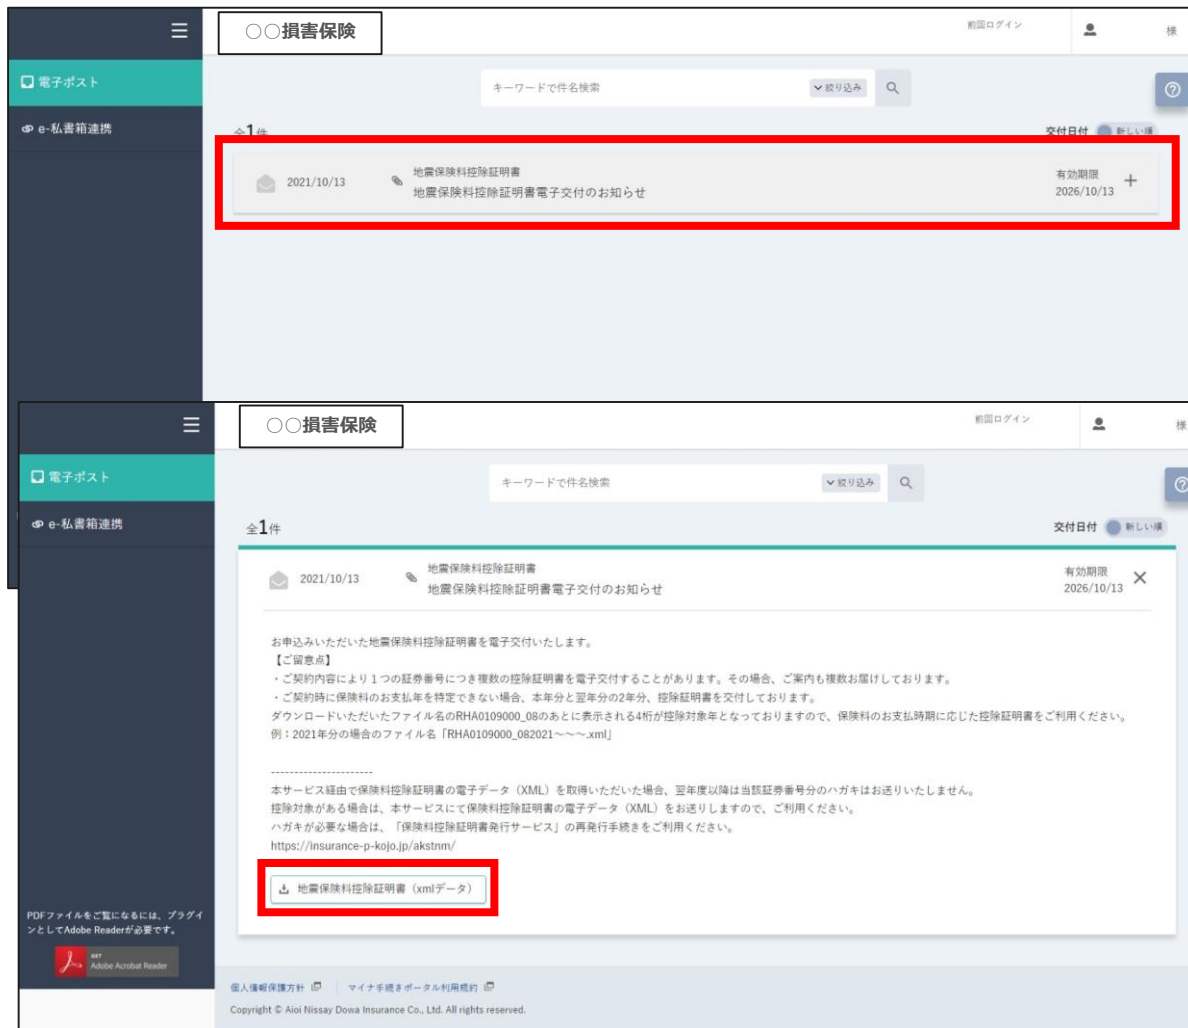 ○○損害保険
前回ログイン
様
電子ポスト
キーワードで件名検索
絞り込み
e-私書箱連携
全1件
交付日付
新しい順
2021/10/13
地震保険料控除証明書
地震保険料控除証明書電子交付のお知らせ
有効期限
2026/10/13
○○損害保険
前回ログイン
様
電子ポスト
キーワードで件名検索
絞り込み
e-私書箱連携
全1件
交付日付
新しい順
2021/10/13
地震保険料控除証明書
地震保険料控除証明書電子交付のお知らせ
有効期限
2026/10/13
お申込みいただいた地震保険料控除証明書を電子交付いたします。
【ご留意点】
・ご契約内容により1つの証券番号につき複数の控除証明書を電子交付することがあります。その場合、ご案内も複数お届けしております。
・ご契約時に保険料のお支払年を特定できない場合、本年分と翌年分の2年分、控除証明書を交付しております。
ダウンロードいただいたファイル名のRHA0109000_08のあとに表示される4桁が控除対象年となっておりますので、保険料のお支払時期に応じた控除証明書をご利用ください。
例：2021年分の場合のファイル名「RHA0109000_082021～～～.xml」
----------------------
本サービス経由で保険料控除証明書の電子データ（XML）を取得いただいた場合、翌年度以降は当該証券番号分のハガキはお送りいたしません。
控除対象がある場合は、本サービスにて保険料控除証明書の電子データ（XML）をお送りしますので、ご利用ください。
ハガキが必要な場合は、「保険料控除証明書発行サービス」の再発行手続きをご利用ください。
https://insurance-p-kojo.jp/akstnm/
地震保険料控除証明書（xmlデータ）
PDFファイルをご覧になるには、プラグイ
ンとしてAdobe Readerが必要です。
GET
Adobe Acrobat Reader
個人情報保護方針
マイナ手続きポータル利用規約
Copyright © Aioi Nissay Dowa Insurance Co., Ltd. All rights reserved.